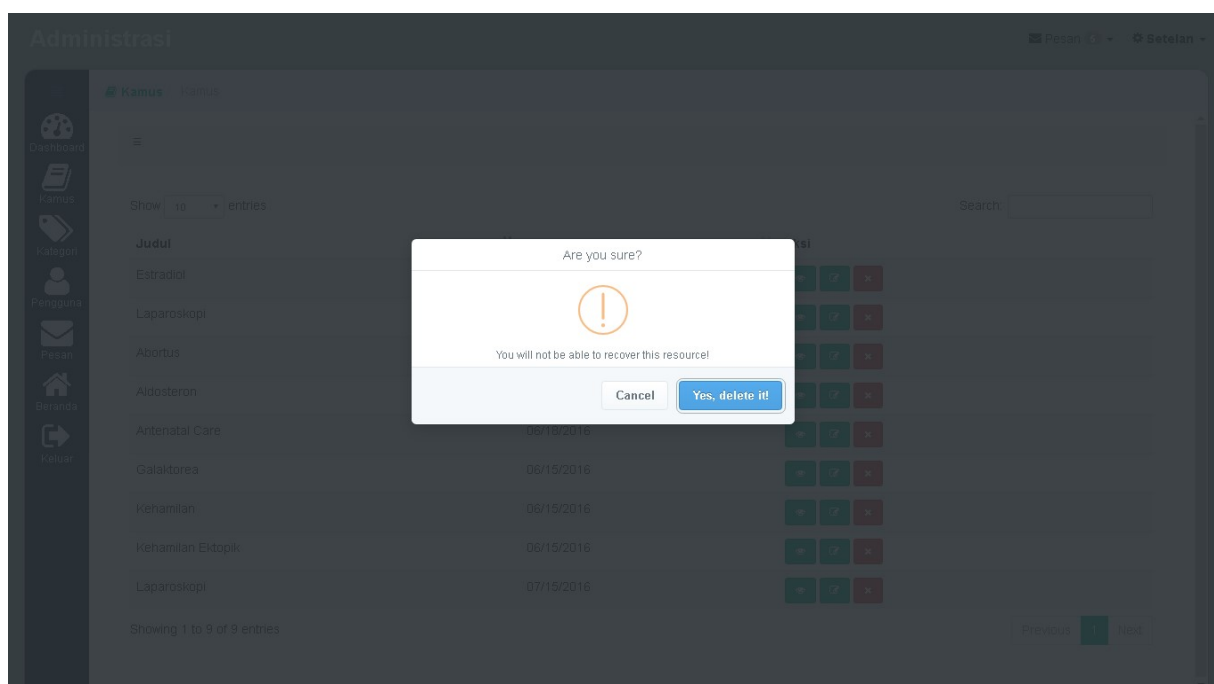 Administrasi
Pesan
Setelan
Kamus Kamus
Dashboard
Kamus
Kategori
Pengguna
Pesan
Beranda
Keluar
Show 10 entries
Search:
Judul
Estradiol
Laparoskopi
Abortus
Aldosteron
Antenatal Care 06/18/2016
Galaktorea 06/15/2016
Kehamilan 06/15/2016
Kehamilan Ektopik 06/15/2016
Laparoskopi 07/15/2016
Showing 1 to 9 of 9 entries
Previous 1 Next
Are you sure?
You will not be able to recover this resource!
Cancel Yes, delete it!